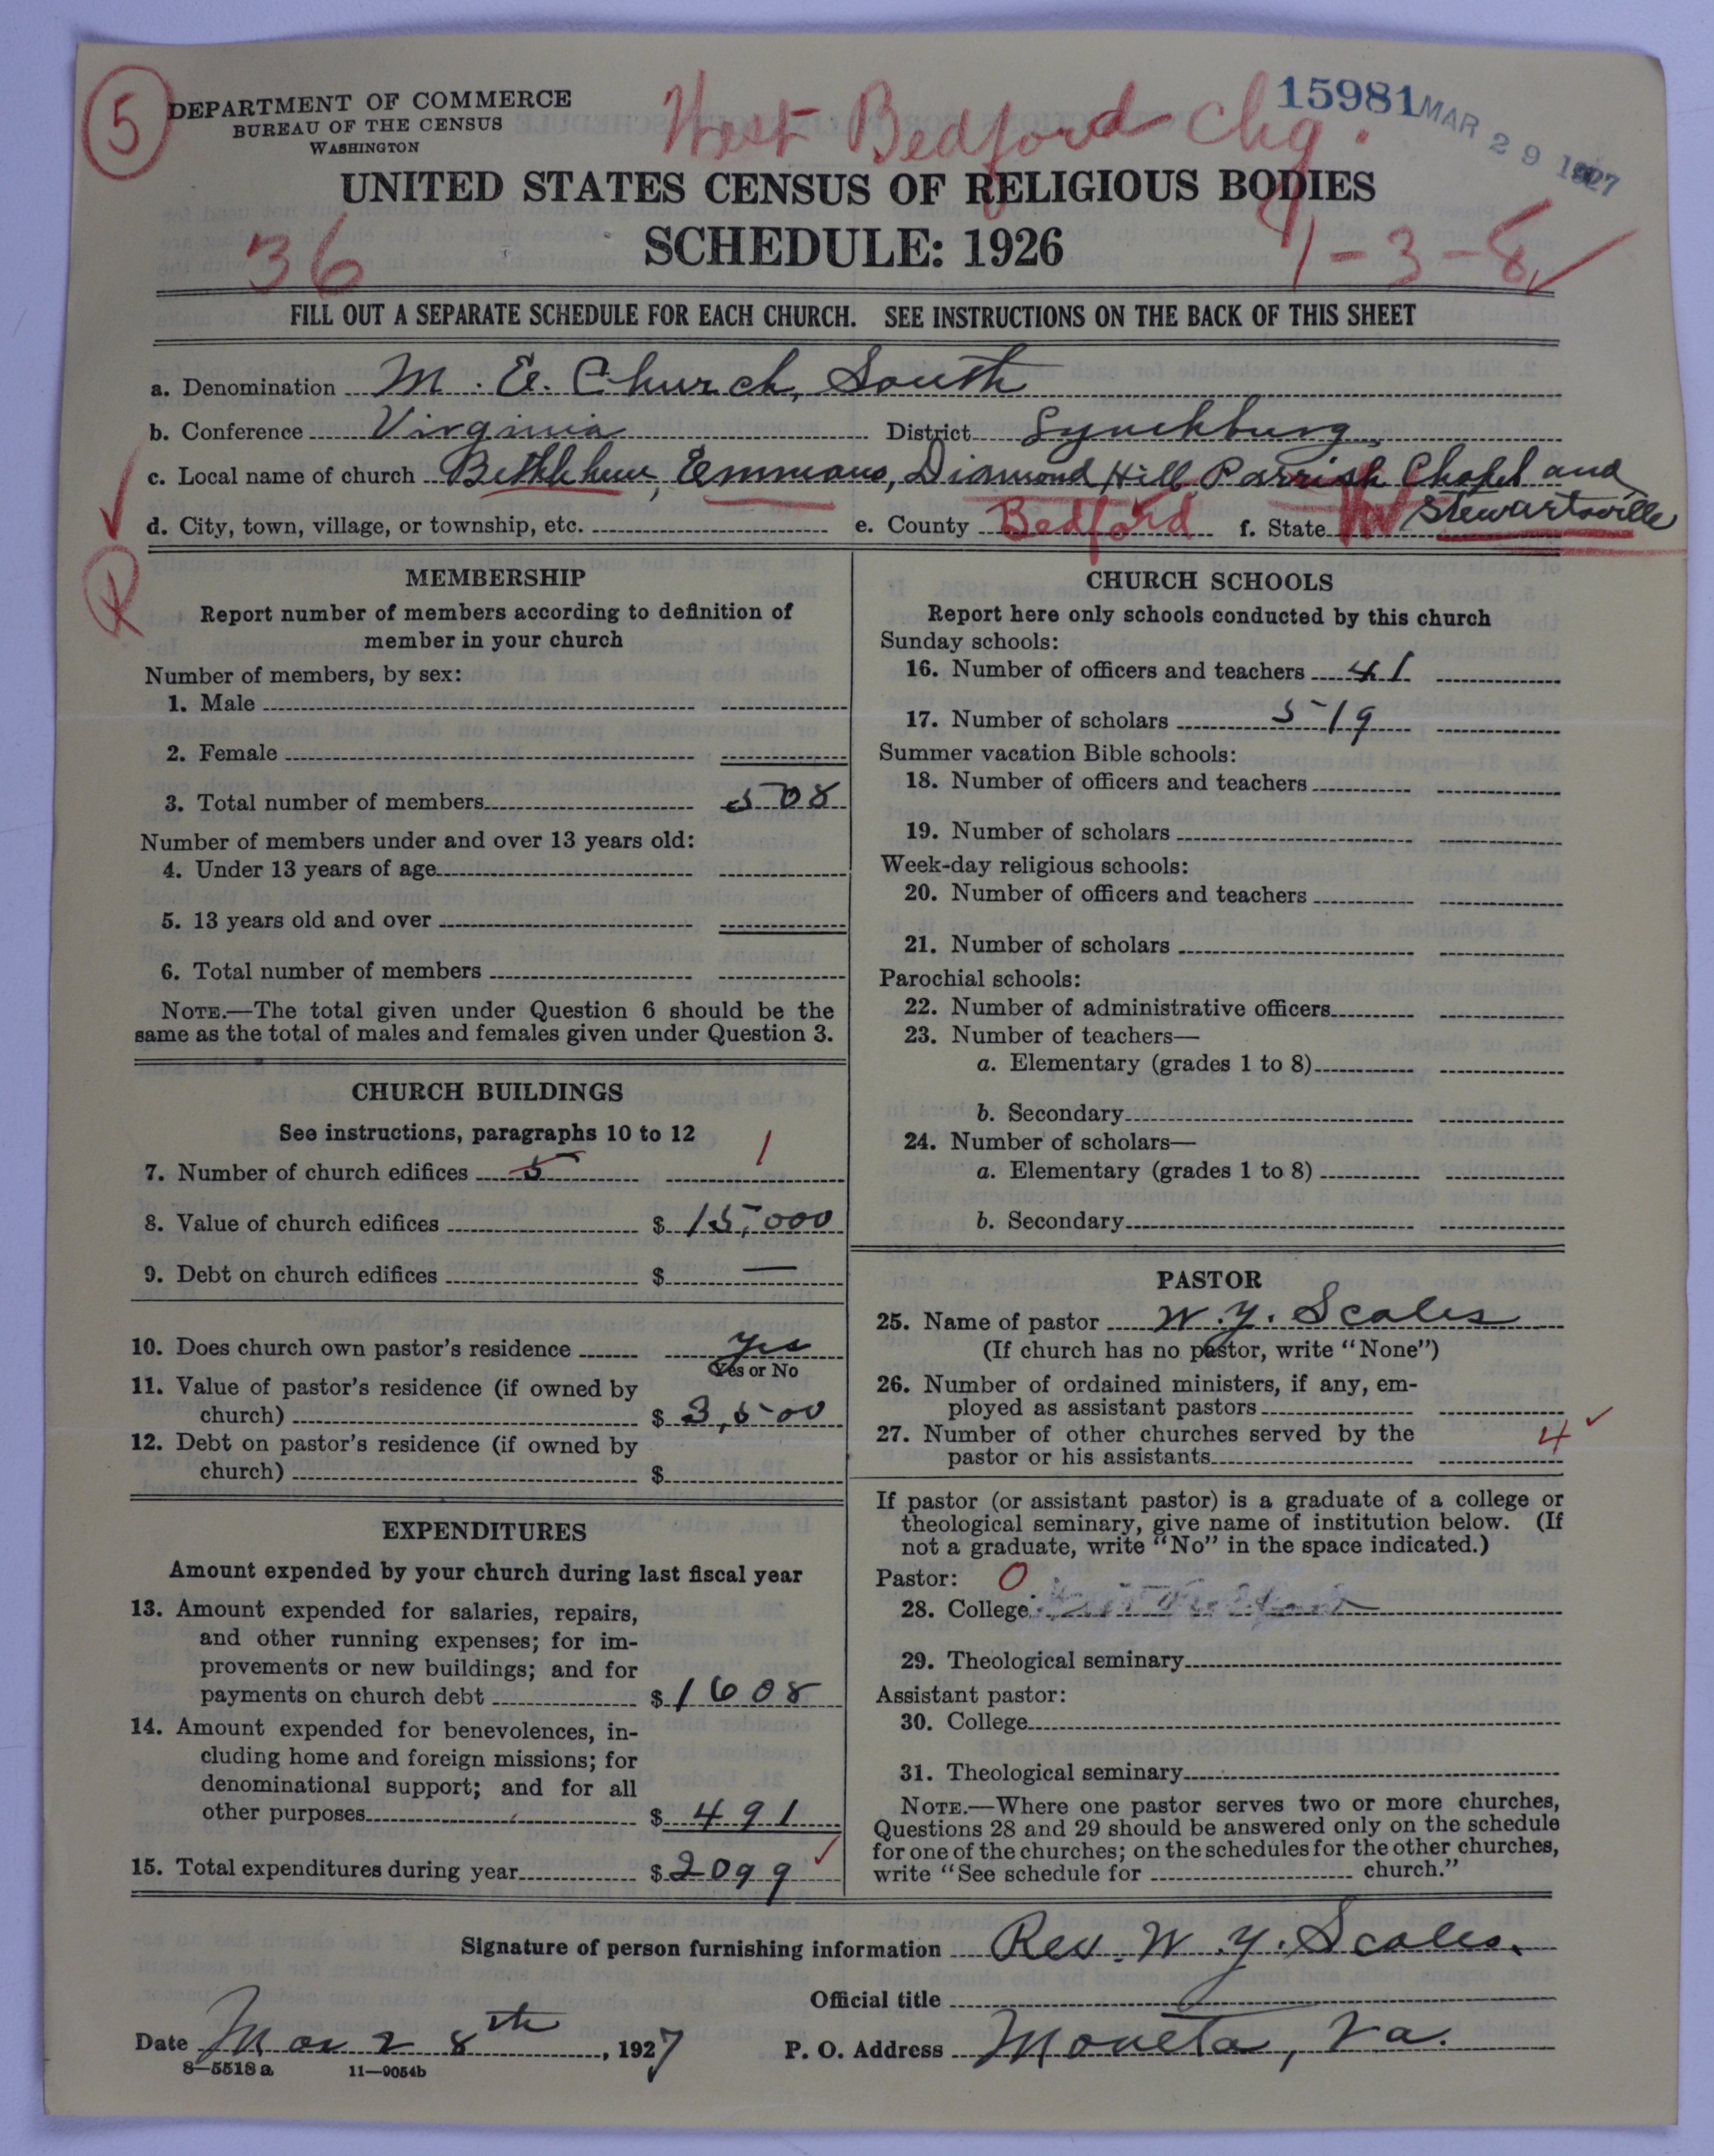 5
DEPARTMENT OF COMMERCE
BUREAU OF THE CENSUS
WASHINGTON
West Bedford Chg.
15981
MAR 29 1927
UNITED STATES CENSUS OF RELIGIOUS BODIES
SCHEDULE: 1926
36
1-3-8
FILL OUT A SEPARATE SCHEDULE FOR EACH CHURCH. SEE INSTRUCTIONS ON THE BACK OF THIS SHEET
a. Denomination M. E. Church, South
b. Conference Virginia District Lynchburg
c. Local name of church Bethlehem, Emmaus, Diamond Hill, Parrish Chapel and
Stewartsville
d. City, town, village, or township, etc. e. County Bedford f. State
R
MEMBERSHIP
Report number of members according to definition of
member in your church
Number of members, by sex:
1. Male
2. Female
3. Total number of members 508
Number of members under and over 13 years old:
4. Under 13 years of age
5. 13 years old and over
6. Total number of members
NOTE.—The total given under Question 6 should be the
same as the total of males and females given under Question 3.
CHURCH BUILDINGS
See instructions, paragraphs 10 to 12
7. Number of church edifices 5 1
8. Value of church edifices $ 15,000
9. Debt on church edifices $ —
10. Does church own pastor's residence yes
Yes or No
11. Value of pastor's residence (if owned by
church) $ 3,500
12. Debt on pastor's residence (if owned by
church) $
EXPENDITURES
Amount expended by your church during last fiscal year
13. Amount expended for salaries, repairs,
and other running expenses; for im-
provements or new buildings; and for
payments on church debt $ 1608
14. Amount expended for benevolences, in-
cluding home and foreign missions; for
denominational support; and for all
other purposes $ 491
15. Total expenditures during year $ 2099
CHURCH SCHOOLS
Report here only schools conducted by this church
Sunday schools:
16. Number of officers and teachers 41
17. Number of scholars 519
Summer vacation Bible schools:
18. Number of officers and teachers
19. Number of scholars
Week-day religious schools:
20. Number of officers and teachers
21. Number of scholars
Parochial schools:
22. Number of administrative officers
23. Number of teachers—
a. Elementary (grades 1 to 8)
b. Secondary
24. Number of scholars—
a. Elementary (grades 1 to 8)
b. Secondary
PASTOR
25. Name of pastor W. Y. Scales
(If church has no pastor, write "None")
26. Number of ordained ministers, if any, em-
ployed as assistant pastors
27. Number of other churches served by the
pastor or his assistants 4
If pastor (or assistant pastor) is a graduate of a college or
theological seminary, give name of institution below. (If
not a graduate, write "No" in the space indicated.)
Pastor: O
28. College
29. Theological seminary
Assistant pastor:
30. College
31. Theological seminary
NOTE.—Where one pastor serves two or more churches,
Questions 28 and 29 should be answered only on the schedule
for one of the churches; on the schedules for the other churches,
write "See schedule for church."
Signature of person furnishing information Rev. W. Y. Scales.
Official title
Date Mar 28th, 1927 P. O. Address Moneta, Va.
8—5518a 11—9054b